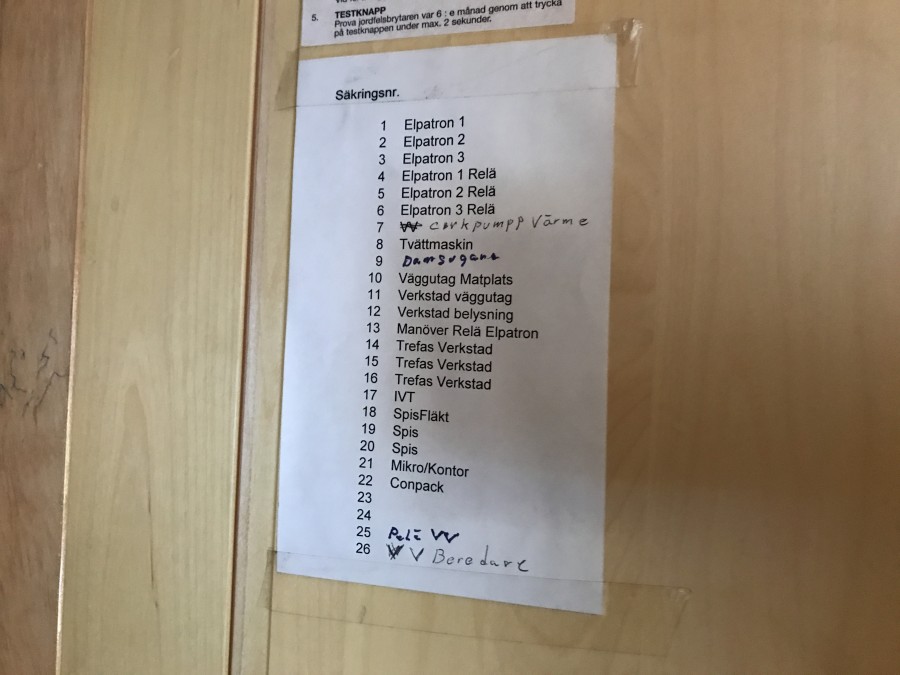 5. TESTKNAPP
Prova jordfelsbrytaren var 6 : e månad genom att trycka
på testknappen under max. 2 sekunder.
Säkringsnr.
1 Elpatron 1
2 Elpatron 2
3 Elpatron 3
4 Elpatron 1 Relä
5 Elpatron 2 Relä
6 Elpatron 3 Relä
7 cirkpumpp Värme
8 Tvättmaskin
9 Damsugare
10 Väggutag Matplats
11 Verkstad väggutag
12 Verkstad belysning
13 Manöver Relä Elpatron
14 Trefas Verkstad
15 Trefas Verkstad
16 Trefas Verkstad
17 IVT
18 SpisFläkt
19 Spis
20 Spis
21 Mikro/Kontor
22 Conpack
23
24
25 Relä VV
26 VV Beredare